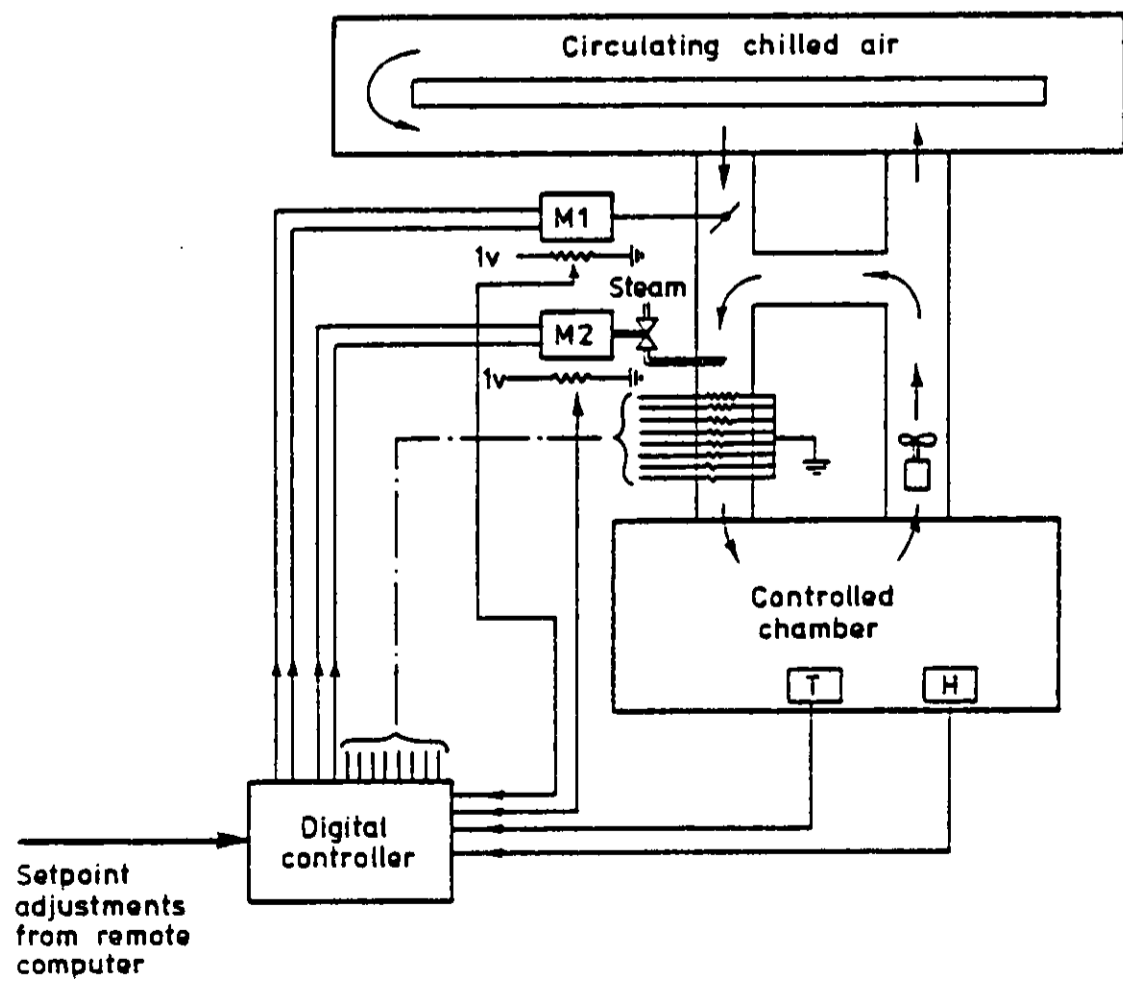 Circulating chilled air
M1
1v
Steam
M2
1v
Controlled
chamber
T
H
Digital
controller
Setpoint
adjustments
from remote
computer